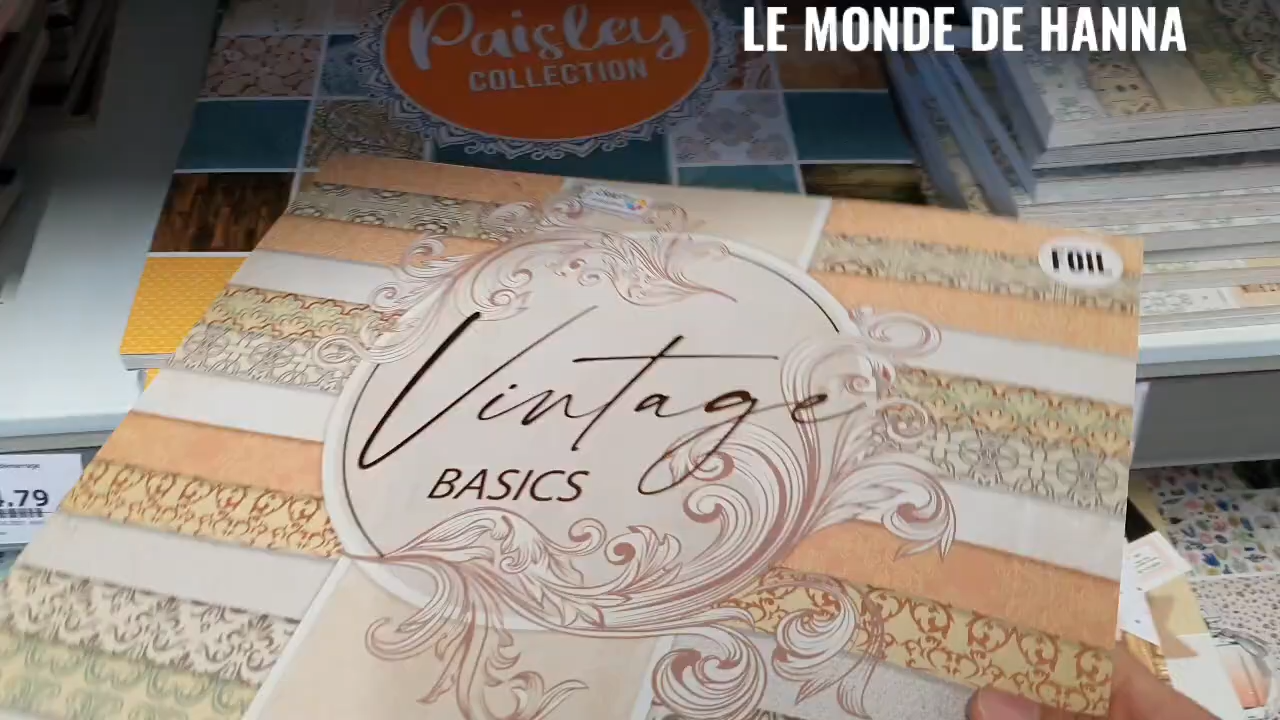 LE MONDE DE HANNA
Paisley
COLLECTION
FOIL
Vintage
BASICS
,79